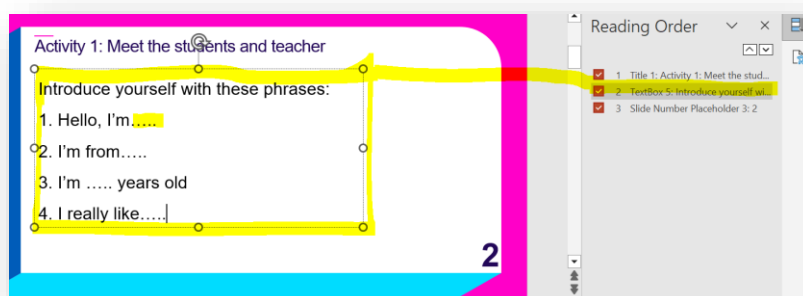 Activity 1: Meet the students and teacher
Introduce yourself with these phrases:
1. Hello, I'm.....
2. I'm from…..
3. I'm ….. years old
4. I really like…..
2
Reading Order
1 Title 1: Activity 1: Meet the stud...
2 TextBox 5: Introduce yourself wi...
3 Slide Number Placeholder 3: 2